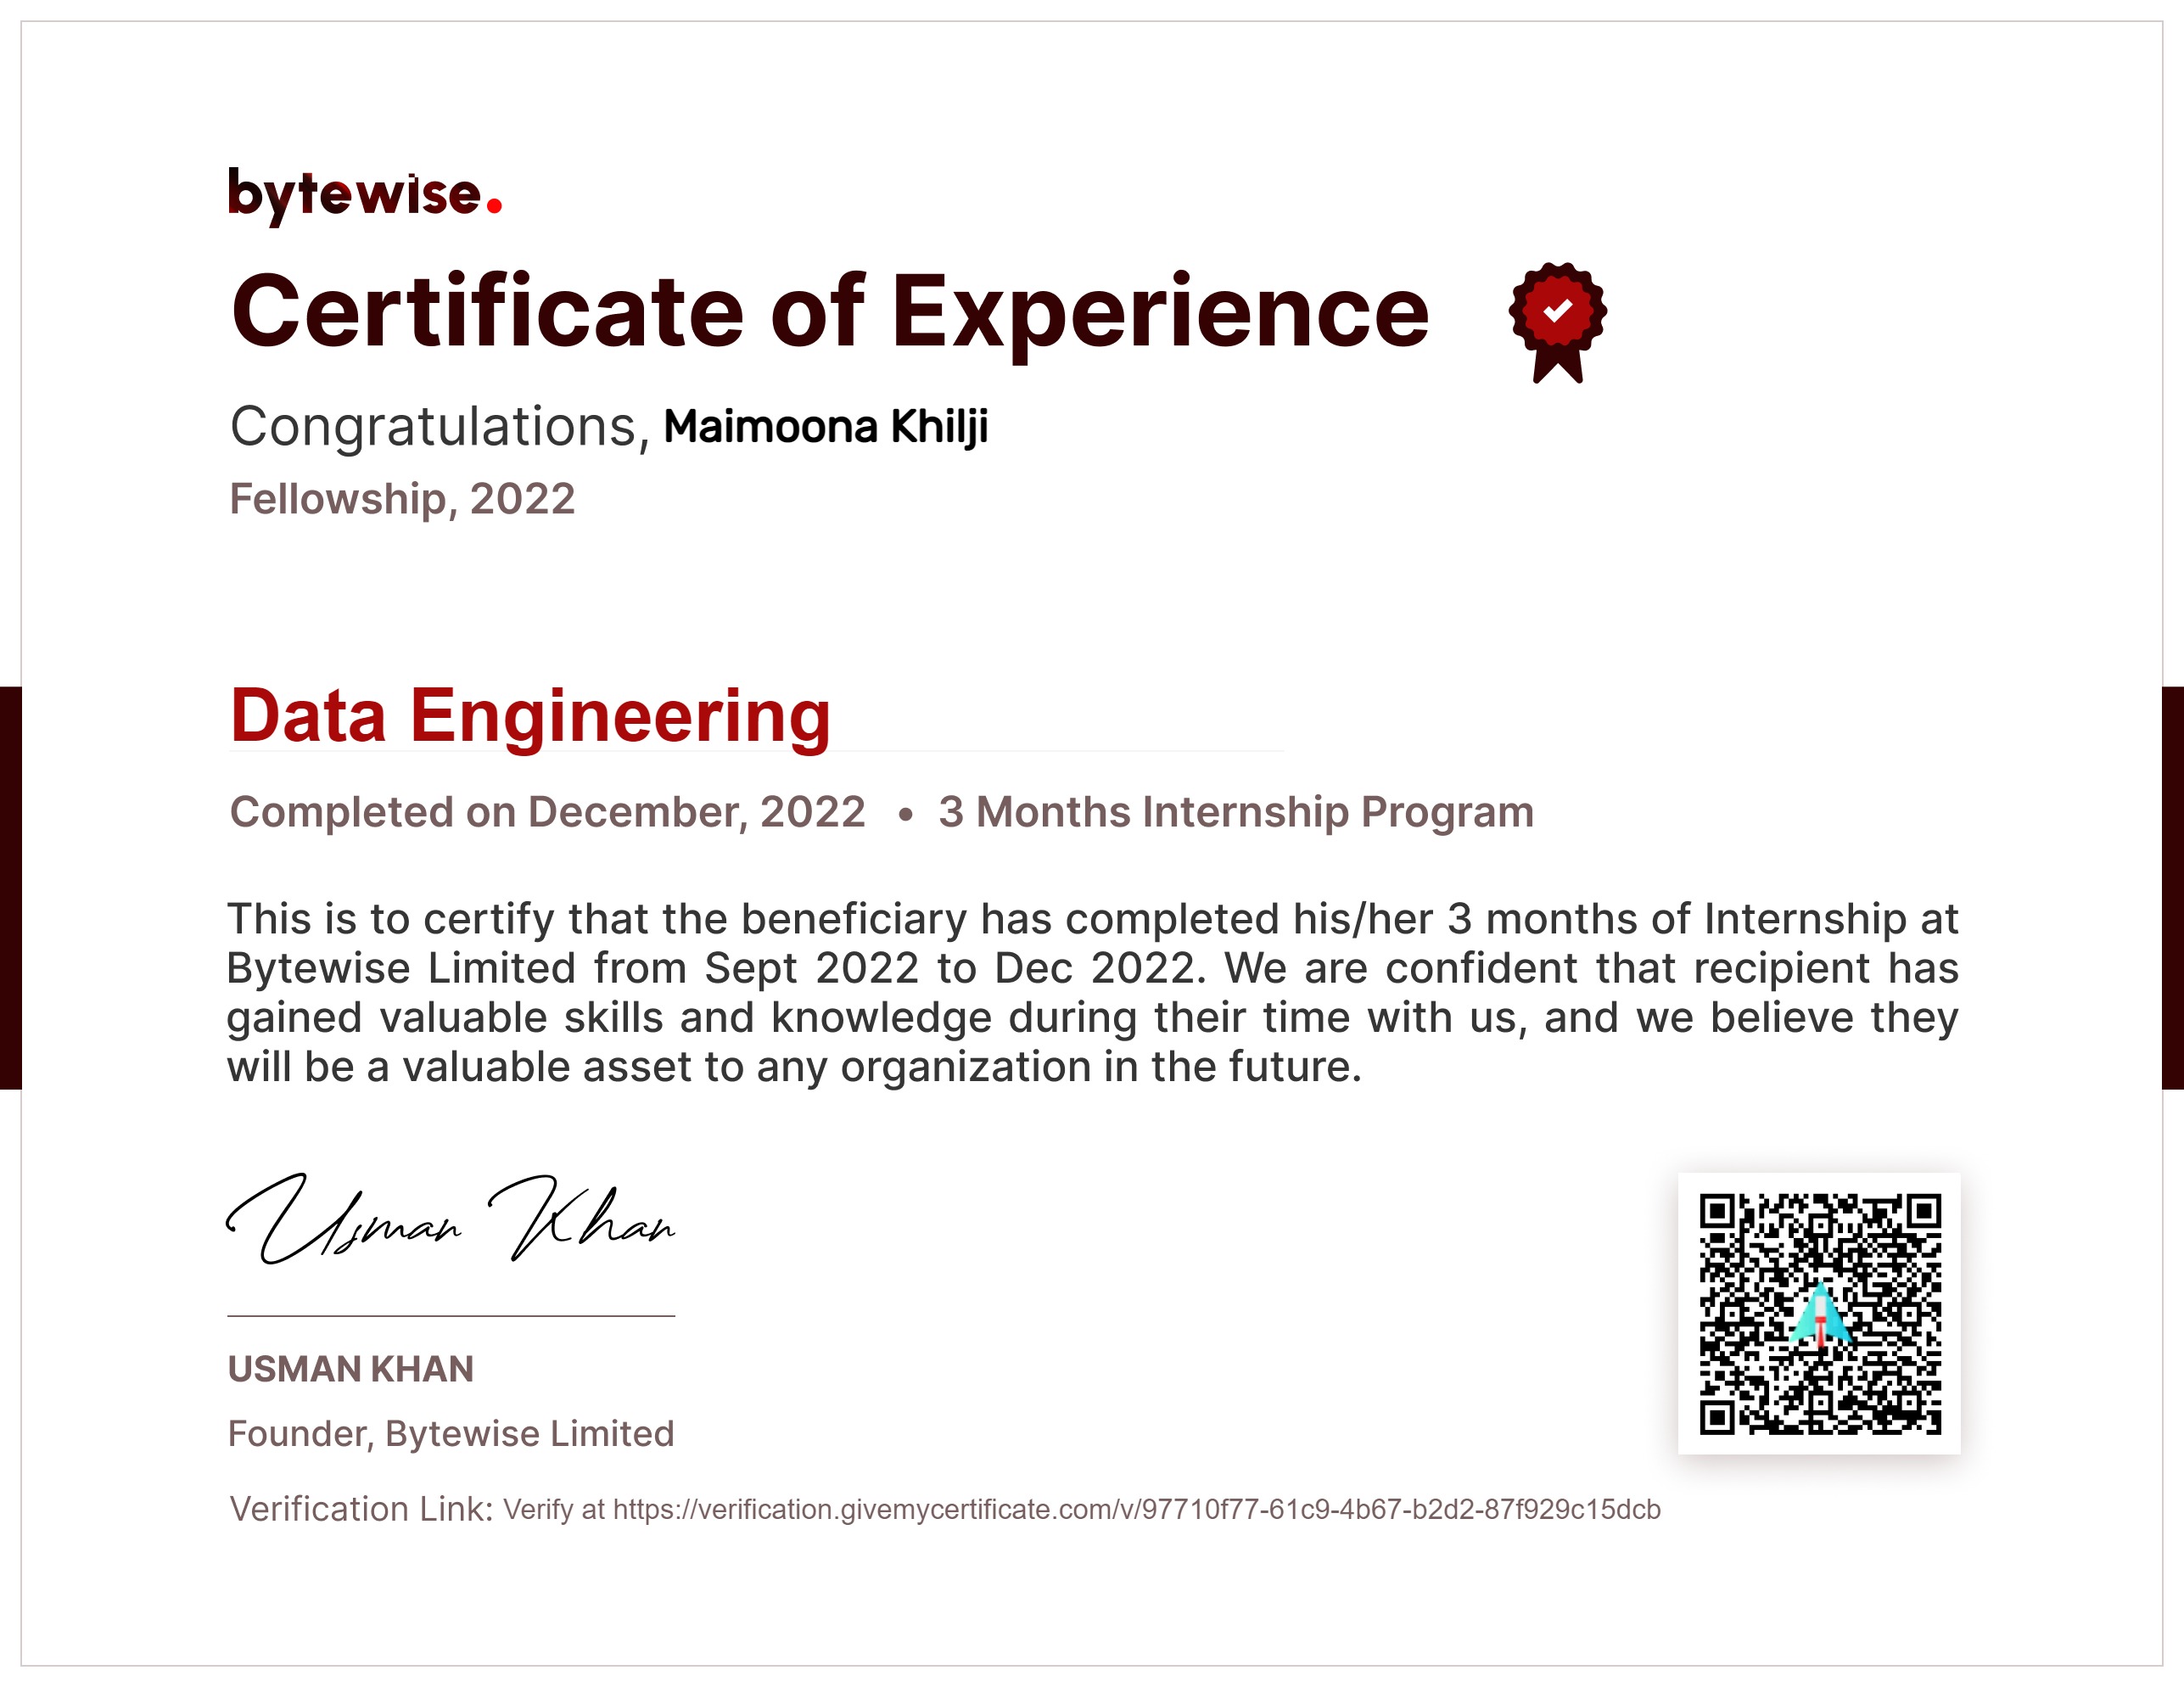 bytewise.
Certificate of Experience
Congratulations, Maimoona Khilji
Fellowship, 2022
Data Engineering
Completed on December, 2022 • 3 Months Internship Program
This is to certify that the beneficiary has completed his/her 3 months of Internship at
Bytewise Limited from Sept 2022 to Dec 2022. We are confident that recipient has
gained valuable skills and knowledge during their time with us, and we believe they
will be a valuable asset to any organization in the future.
Usman Khan
USMAN KHAN
Founder, Bytewise Limited
Verification Link: Verify at https://verification.givemycertificate.com/v/97710f77-61c9-4b67-b2d2-87f929c15dcb